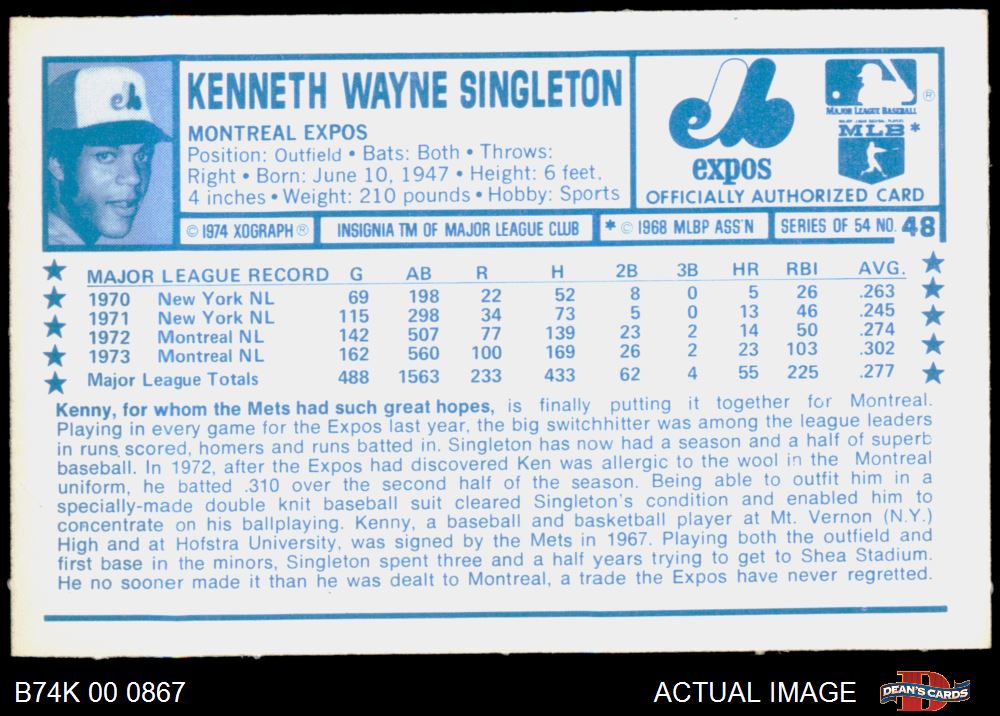 KENNETH WAYNE SINGLETON
MONTREAL EXPOS
Position: Outfield • Bats: Both • Throws:
Right • Born: June 10, 1947 • Height: 6 feet,
4 inches • Weight: 210 pounds • Hobby: Sports
expos
OFFICIALLY AUTHORIZED CARD
MAJOR LEAGUE BASEBALL
®
MLB *
© 1974 XOGRAPH ®
INSIGNIA TM OF MAJOR LEAGUE CLUB
* © 1968 MLBP ASS'N
SERIES OF 54 NO. 48
MAJOR LEAGUE RECORD G AB R H 2B 3B HR RBI AVG.
1970 New York NL 69 198 22 52 8 0 5 26 .263
1971 New York NL 115 298 34 73 5 0 13 46 .245
1972 Montreal NL 142 507 77 139 23 2 14 50 .274
1973 Montreal NL 162 560 100 169 26 2 23 103 .302
Major League Totals 488 1563 233 433 62 4 55 225 .277
Kenny, for whom the Mets had such great hopes, is finally putting it together for Montreal.
Playing in every game for the Expos last year, the big switchhitter was among the league leaders
in runs scored, homers and runs batted in. Singleton has now had a season and a half of superb
baseball. In 1972, after the Expos had discovered Ken was allergic to the wool in the Montreal
uniform, he batted .310 over the second half of the season. Being able to outfit him in a
specially-made double knit baseball suit cleared Singleton's condition and enabled him to
concentrate on his ballplaying. Kenny, a baseball and basketball player at Mt. Vernon (N.Y.)
High and at Hofstra University, was signed by the Mets in 1967. Playing both the outfield and
first base in the minors, Singleton spent three and a half years trying to get to Shea Stadium.
He no sooner made it than he was dealt to Montreal, a trade the Expos have never regretted.
B74K 00 0867
ACTUAL IMAGE
DEAN'S CARDS